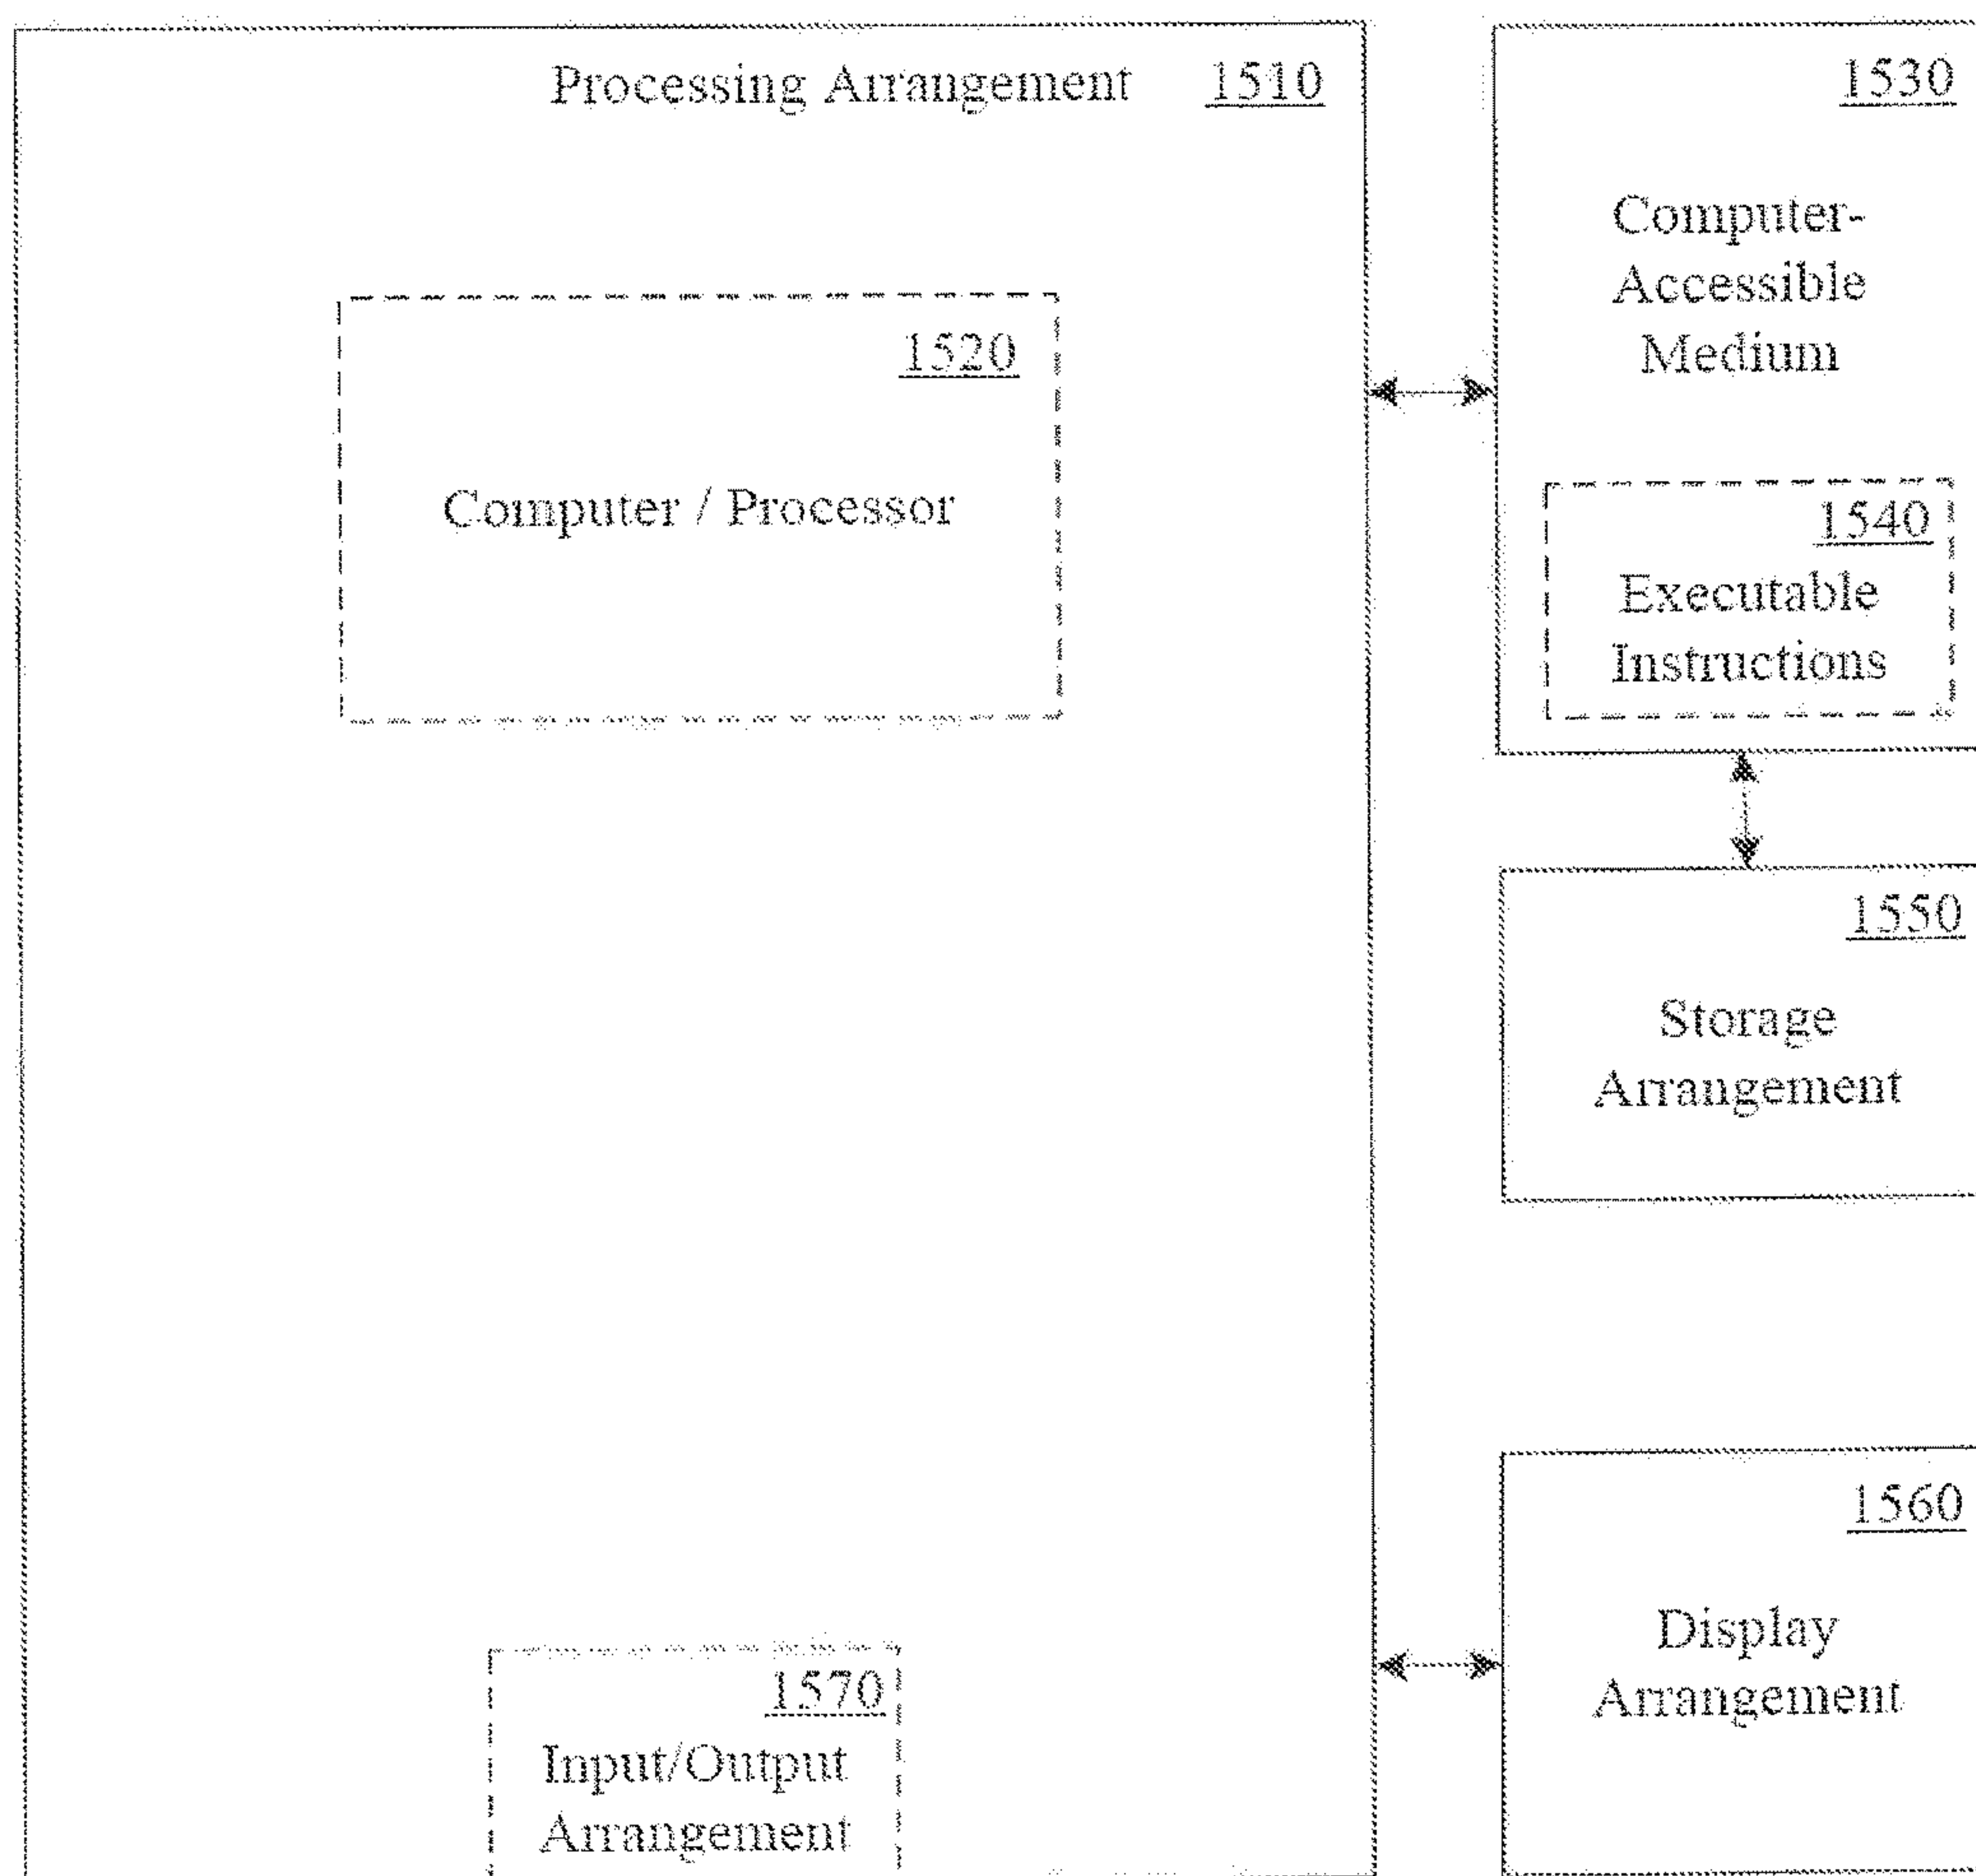 Processing Arrangement 1510
1520
Computer / Processor
1530
Computer-
Accessible
Medium
1540
Executable
Instructions
1550
Storage
Arrangement
1560
Display
Arrangement
1570
Input/Output
Arrangement